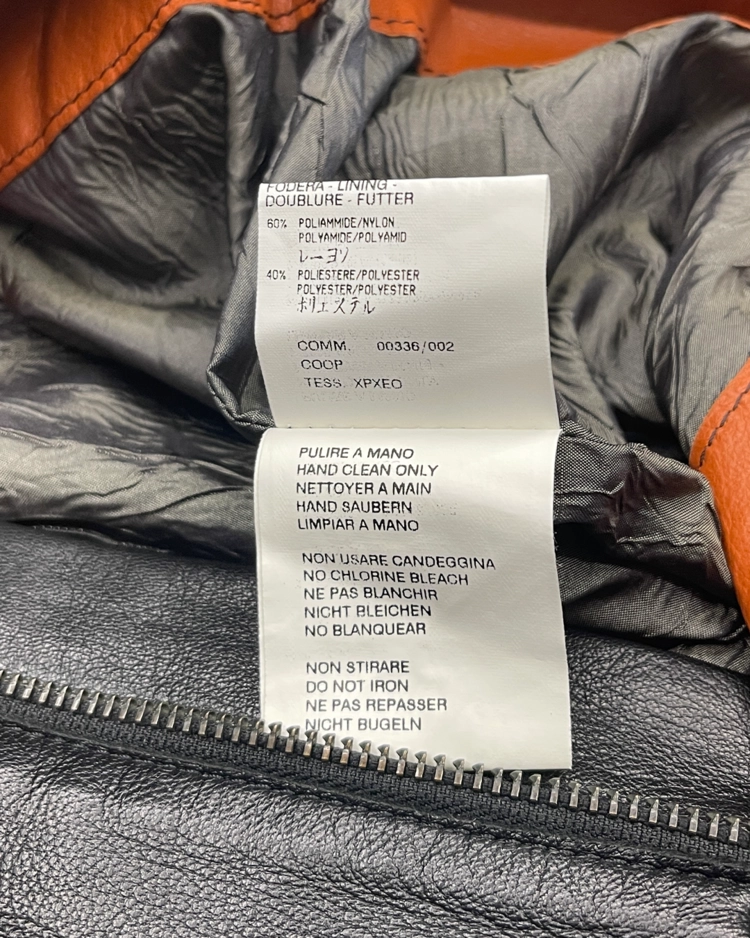 FODERA - LINING -
DOUBLURE - FUTTER
60% POLIAMMIDE/NYLON
POLYAMIDE/POLYAMID
レーヨソ
40% POLIESTERE/POLYESTER
POLYESTER/POLYESTER
ポリエステル
COMM. 00336/002
COOP
TESS. XPXEO
PULIRE A MANO
HAND CLEAN ONLY
NETTOYER A MAIN
HAND SAUBERN
LIMPIAR A MANO
NON USARE CANDEGGINA
NO CHLORINE BLEACH
NE PAS BLANCHIR
NICHT BLEICHEN
NO BLANQUEAR
NON STIRARE
DO NOT IRON
NE PAS REPASSER
NICHT BUGELN